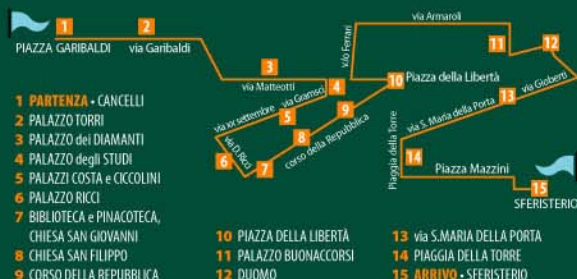 1
2
PIAZZA GARIBALDI
via Garibaldi
3
via Matteotti
4
via Gramsci
5
via xx settembre
6
via D. Ricci
7
8
corso della Repubblica
9
10
Piazza della Libertà
v.lo Ferrari
via Armaroli
11
12
via Gioberti
13
via S. Maria della Porta
Piaggia della Torre
14
Piazza Mazzini
15
SFERISTERIO
1 PARTENZA • CANCELLI
2 PALAZZO TORRI
3 PALAZZO dei DIAMANTI
4 PALAZZO degli STUDI
5 PALAZZI COSTA e CICCOLINI
6 PALAZZO RICCI
7 BIBLIOTECA e PINACOTECA,
CHIESA SAN GIOVANNI
8 CHIESA SAN FILIPPO
9 CORSO DELLA REPUBBLICA
10 PIAZZA DELLA LIBERTÀ
11 PALAZZO BUONACCORSI
12 DUOMO
13 via S.MARIA DELLA PORTA
14 PIAGGIA DELLA TORRE
15 ARRIVO • SFERISTERIO